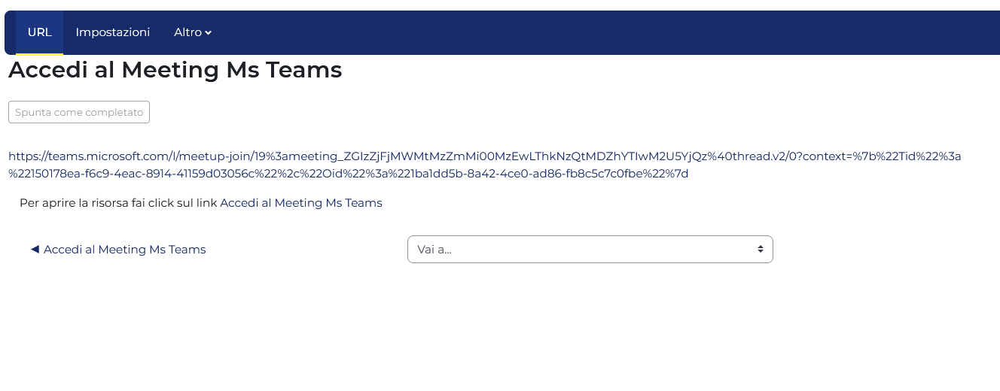 URL Impostazioni Altro
Accedi al Meeting Ms Teams
Spunta come completato
https://teams.microsoft.com/l/meetup-join/19%3ameeting_ZGIzZjFjMWMtMzZmMi00MzEwLThkNzQtMDZhYTIwM2U5YjQz%40thread.v2/0?context=%7b%22Tid%22%3a
%22150178ea-f6c9-4eac-8914-41159d03056c%22%2c%22Oid%22%3a%221ba1dd5b-8a42-4ce0-ad86-fb8c5c7c0fbe%22%7d
Per aprire la risorsa fai click sul link Accedi al Meeting Ms Teams
◀ Accedi al Meeting Ms Teams Vai a...